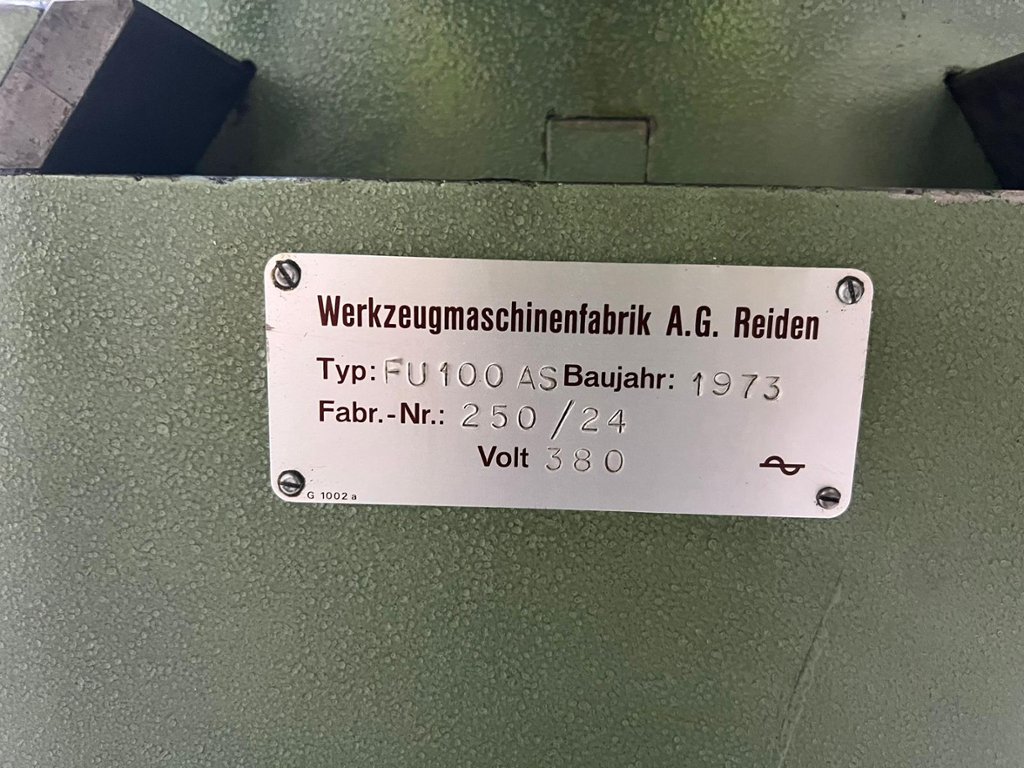 Werkzeugmaschinenfabrik A.G. Reiden
Typ: FU 100 AS Baujahr: 1973
Fabr.-Nr.: 250/24
Volt 380
G 1002 a